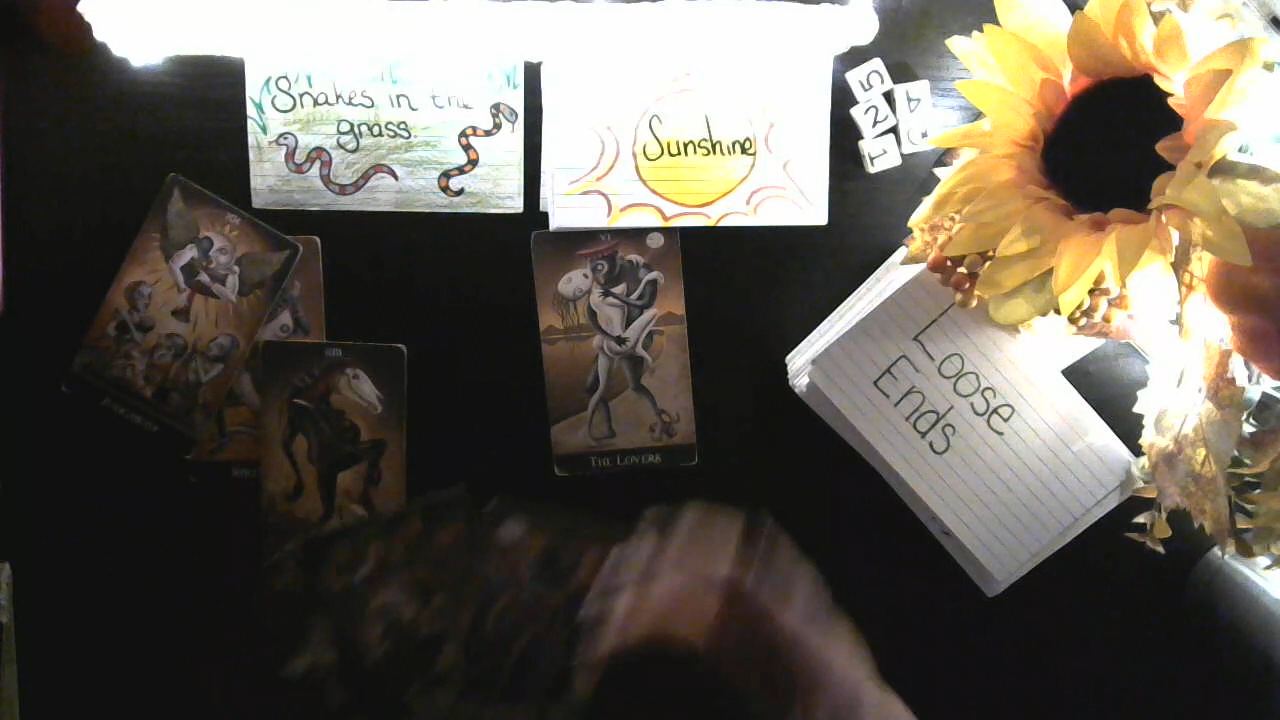 Snakes in the
grass.
Sunshine
5
2
1
A
VI
THE LOVERS
Loose
Ends